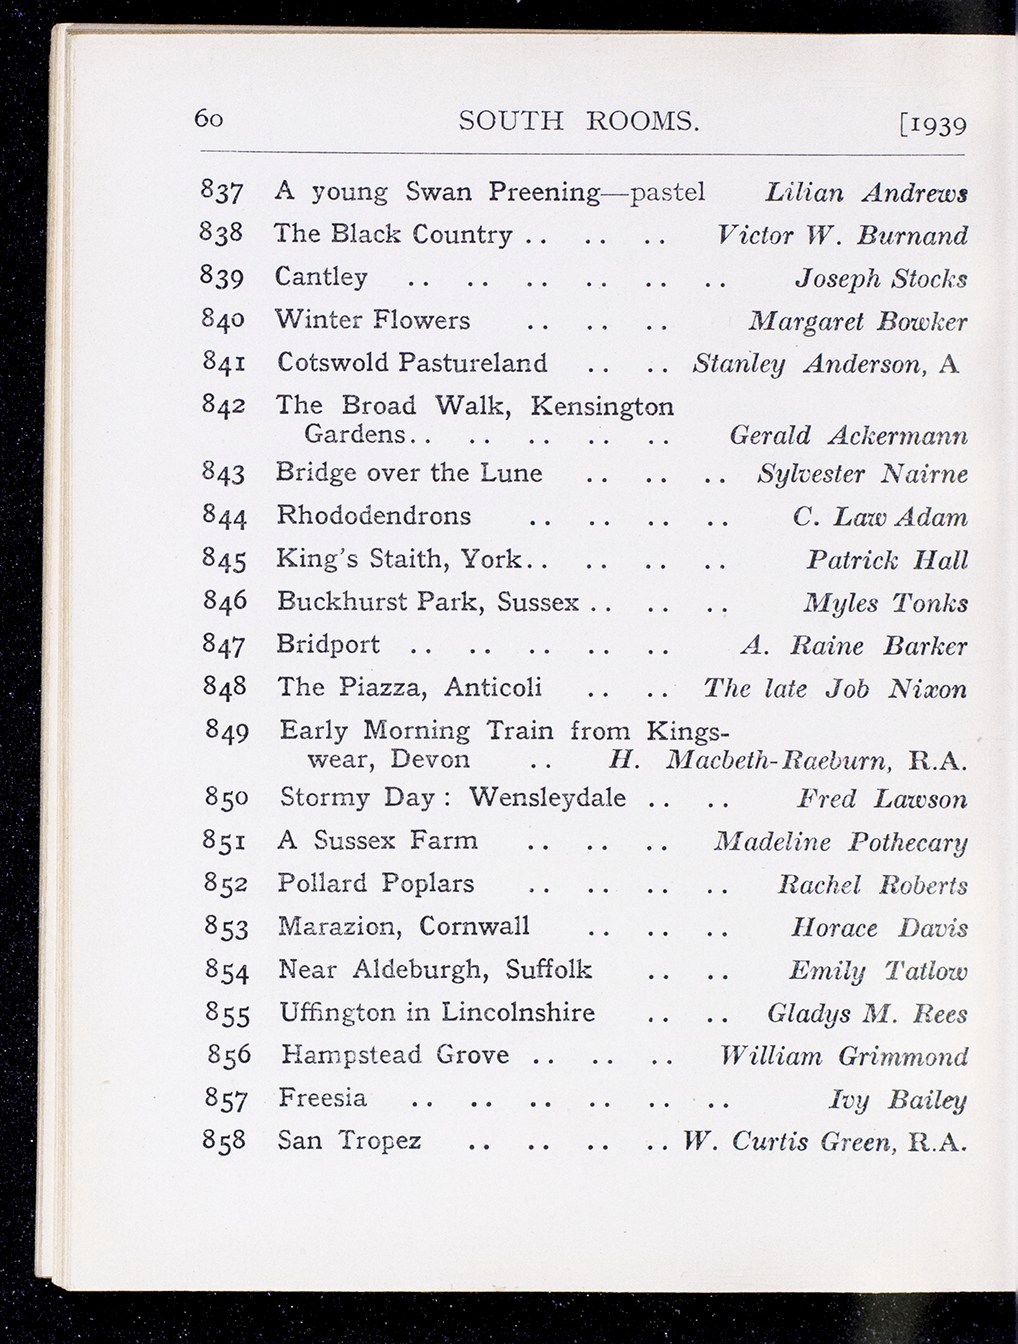 60 SOUTH ROOMS. [1939
837 A young Swan Preening—pastel Lilian Andrews
838 The Black Country .. .. .. Victor W. Burnand
839 Cantley .. .. .. .. .. .. Joseph Stocks
840 Winter Flowers .. .. .. Margaret Bowker
841 Cotswold Pastureland .. .. Stanley Anderson, A
842 The Broad Walk, Kensington
Gardens.. .. .. .. .. Gerald Ackermann
843 Bridge over the Lune .. .. .. Sylvester Nairne
844 Rhododendrons .. .. .. .. C. Law Adam
845 King's Staith, York.. .. .. .. Patrick Hall
846 Buckhurst Park, Sussex .. .. .. Myles Tonks
847 Bridport .. .. .. .. .. A. Raine Barker
848 The Piazza, Anticoli .. .. The late Job Nixon
849 Early Morning Train from Kings-
wear, Devon .. H. Macbeth-Raeburn, R.A.
850 Stormy Day : Wensleydale .. .. Fred Lawson
851 A Sussex Farm .. .. .. Madeline Pothecary
852 Pollard Poplars .. .. .. .. Rachel Roberts
853 Marazion, Cornwall .. .. .. Horace Davis
854 Near Aldeburgh, Suffolk .. .. Emily Tatlow
855 Uffington in Lincolnshire .. .. Gladys M. Rees
856 Hampstead Grove .. .. .. William Grimmond
857 Freesia .. .. .. .. .. .. Ivy Bailey
858 San Tropez .. .. .. .. W. Curtis Green, R.A.